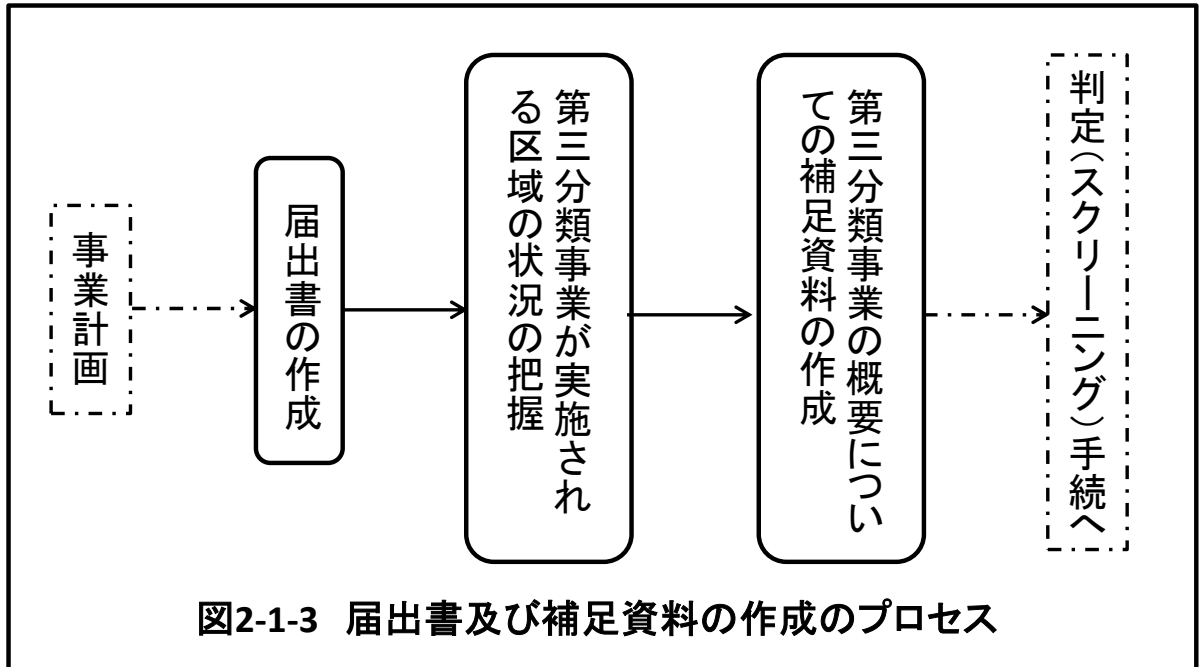 事業計画
届出書の作成
第三分類事業が実施され
る区域の状況の把握
第三分類事業の概要につい
ての補足資料の作成
判定（スクリーニング）手続へ
図2-1-3 届出書及び補足資料の作成のプロセス